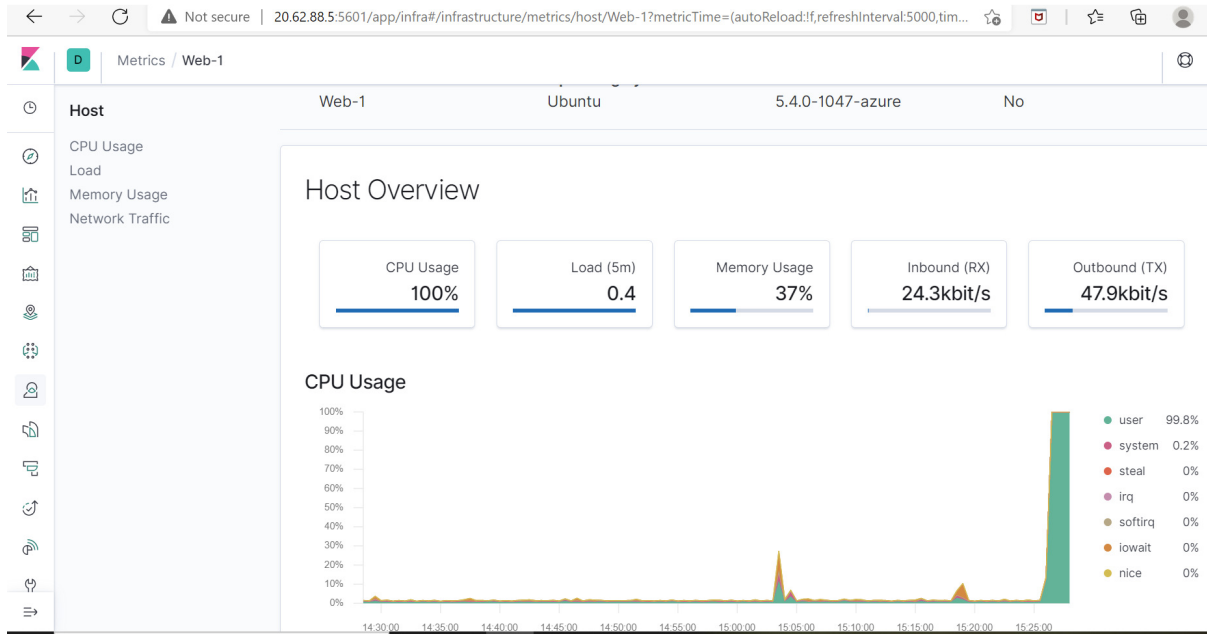 Not secure
20.62.88.5:5601/app/infra#/infrastructure/metrics/host/Web-1?metricTime=(autoReload:!f,refreshInterval:5000,tim...
D
Metrics / Web-1
Host
CPU Usage
Load
Memory Usage
Network Traffic
Web-1 Ubuntu 5.4.0-1047-azure No
Host Overview
CPU Usage
100%
Load (5m)
0.4
Memory Usage
37%
Inbound (RX)
24.3kbit/s
Outbound (TX)
47.9kbit/s
CPU Usage
100%
90%
80%
70%
60%
50%
40%
30%
20%
10%
0%
14:30:00 14:35:00 14:40:00 14:45:00 14:50:00 14:55:00 15:00:00 15:05:00 15:10:00 15:15:00 15:20:00 15:25:00
user 99.8%
system 0.2%
steal 0%
irq 0%
softirq 0%
iowait 0%
nice 0%